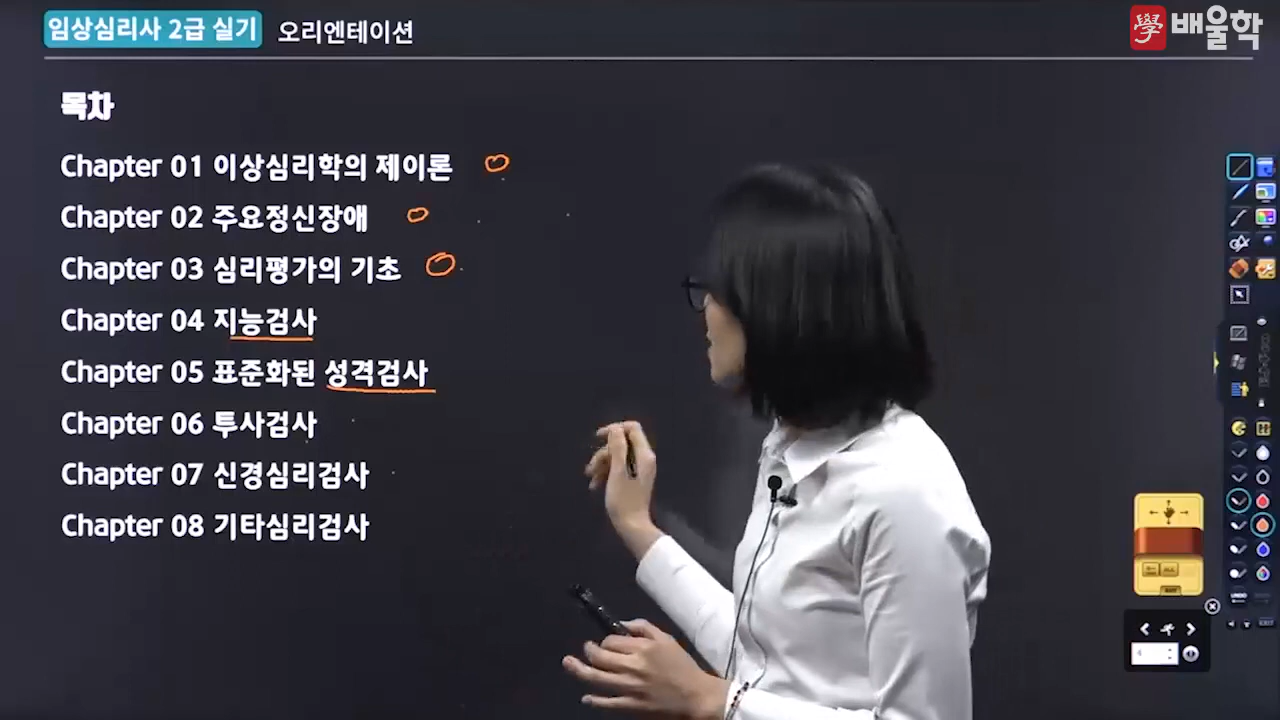 임상심리사 2급 실기 오리엔테이션
學 배울학
목차
Chapter 01 이상심리학의 제이론
Chapter 02 주요정신장애
Chapter 03 심리평가의 기초
Chapter 04 지능검사
Chapter 05 표준화된 성격검사
Chapter 06 투사검사
Chapter 07 신경심리검사
Chapter 08 기타심리검사
UNDO
EXIT